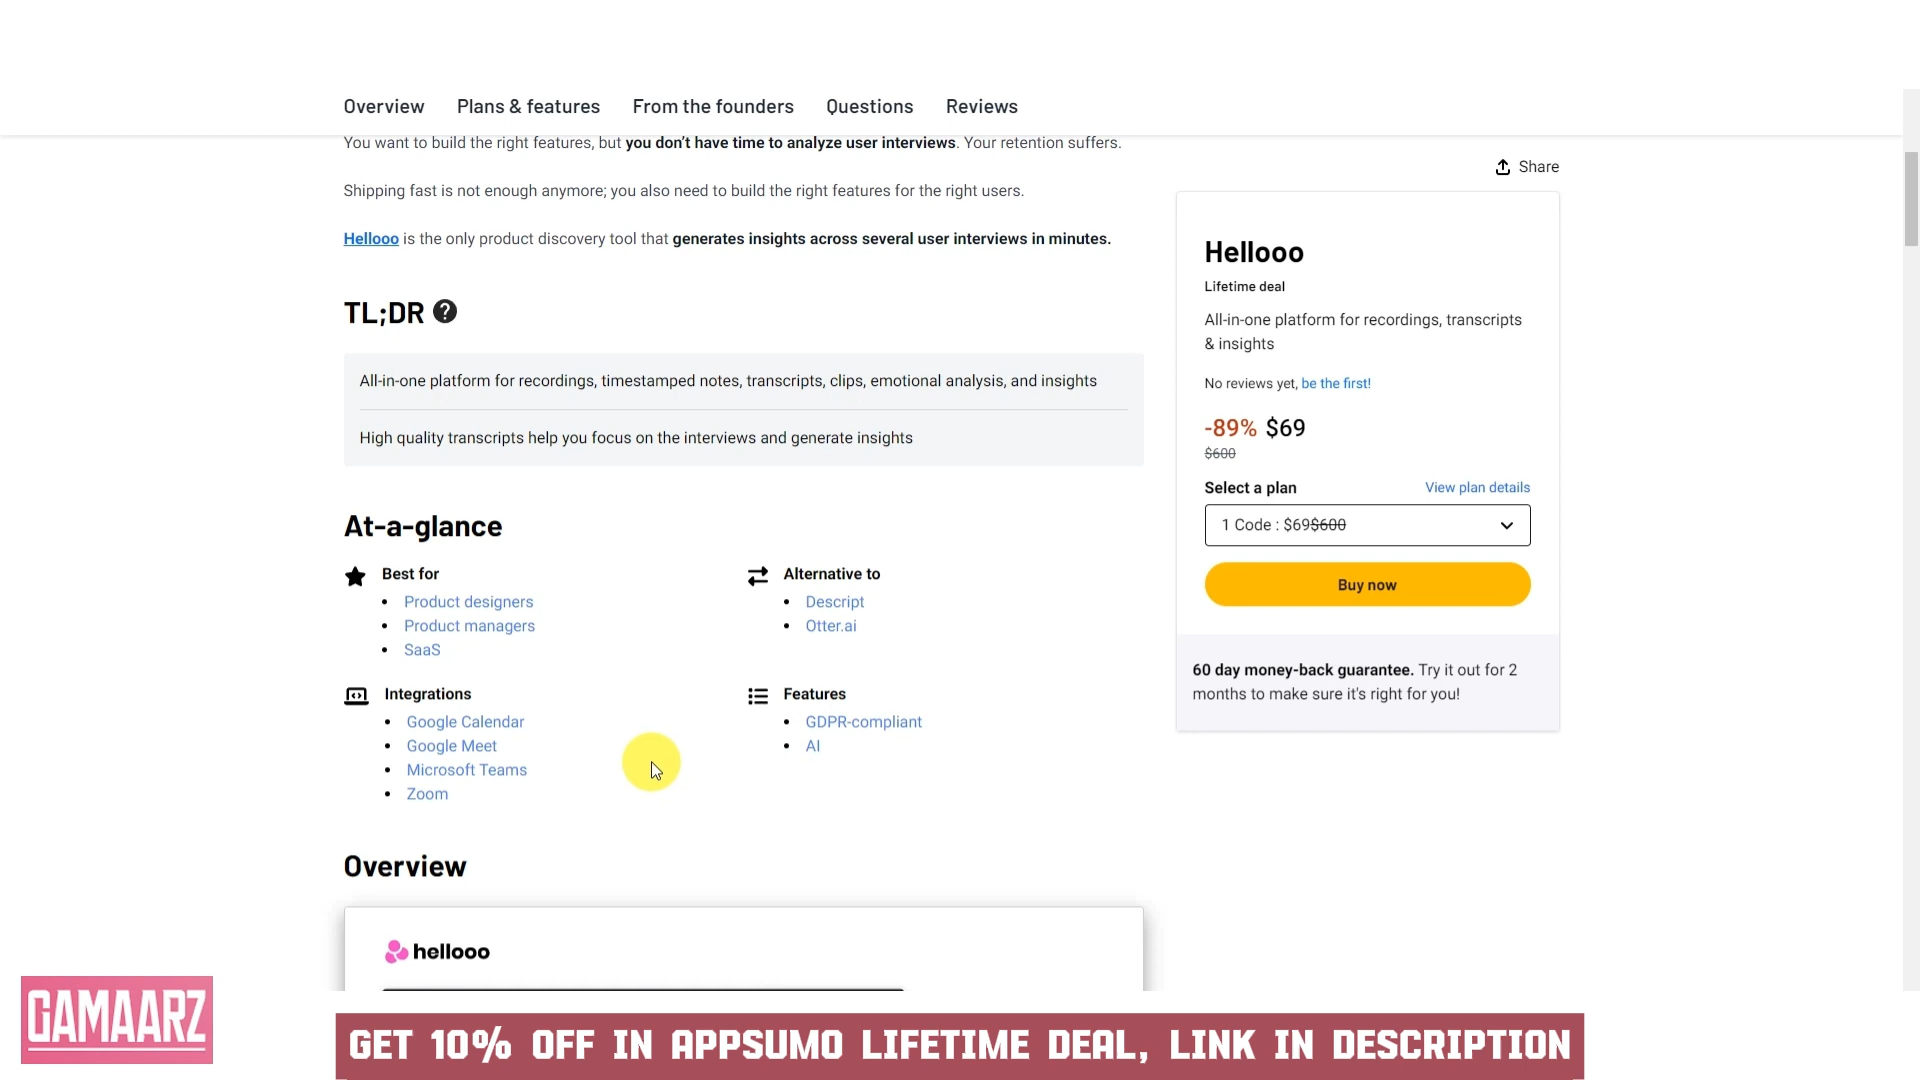 Overview Plans & features From the founders Questions Reviews
You want to build the right features, but you don’t have time to analyze user interviews. Your retention suffers.
Shipping fast is not enough anymore; you also need to build the right features for the right users.
Hellooo is the only product discovery tool that generates insights across several user interviews in minutes.
TL;DR ?
All-in-one platform for recordings, timestamped notes, transcripts, clips, emotional analysis, and insights
High quality transcripts help you focus on the interviews and generate insights
At-a-glance
Best for
• Product designers
• Product managers
• SaaS
Alternative to
• Descript
• Otter.ai
Integrations
• Google Calendar
• Google Meet
• Microsoft Teams
• Zoom
Features
• GDPR-compliant
• AI
Overview
hellooo
Share
Hellooo
Lifetime deal
All-in-one platform for recordings, transcripts
& insights
No reviews yet, be the first!
-89% $69
$600
Select a plan View plan details
1 Code : $69$600
Buy now
60 day money-back guarantee. Try it out for 2
months to make sure it's right for you!
GAMAARZ
GET 10% OFF IN APPSUMO LIFETIME DEAL, LINK IN DESCRIPTION